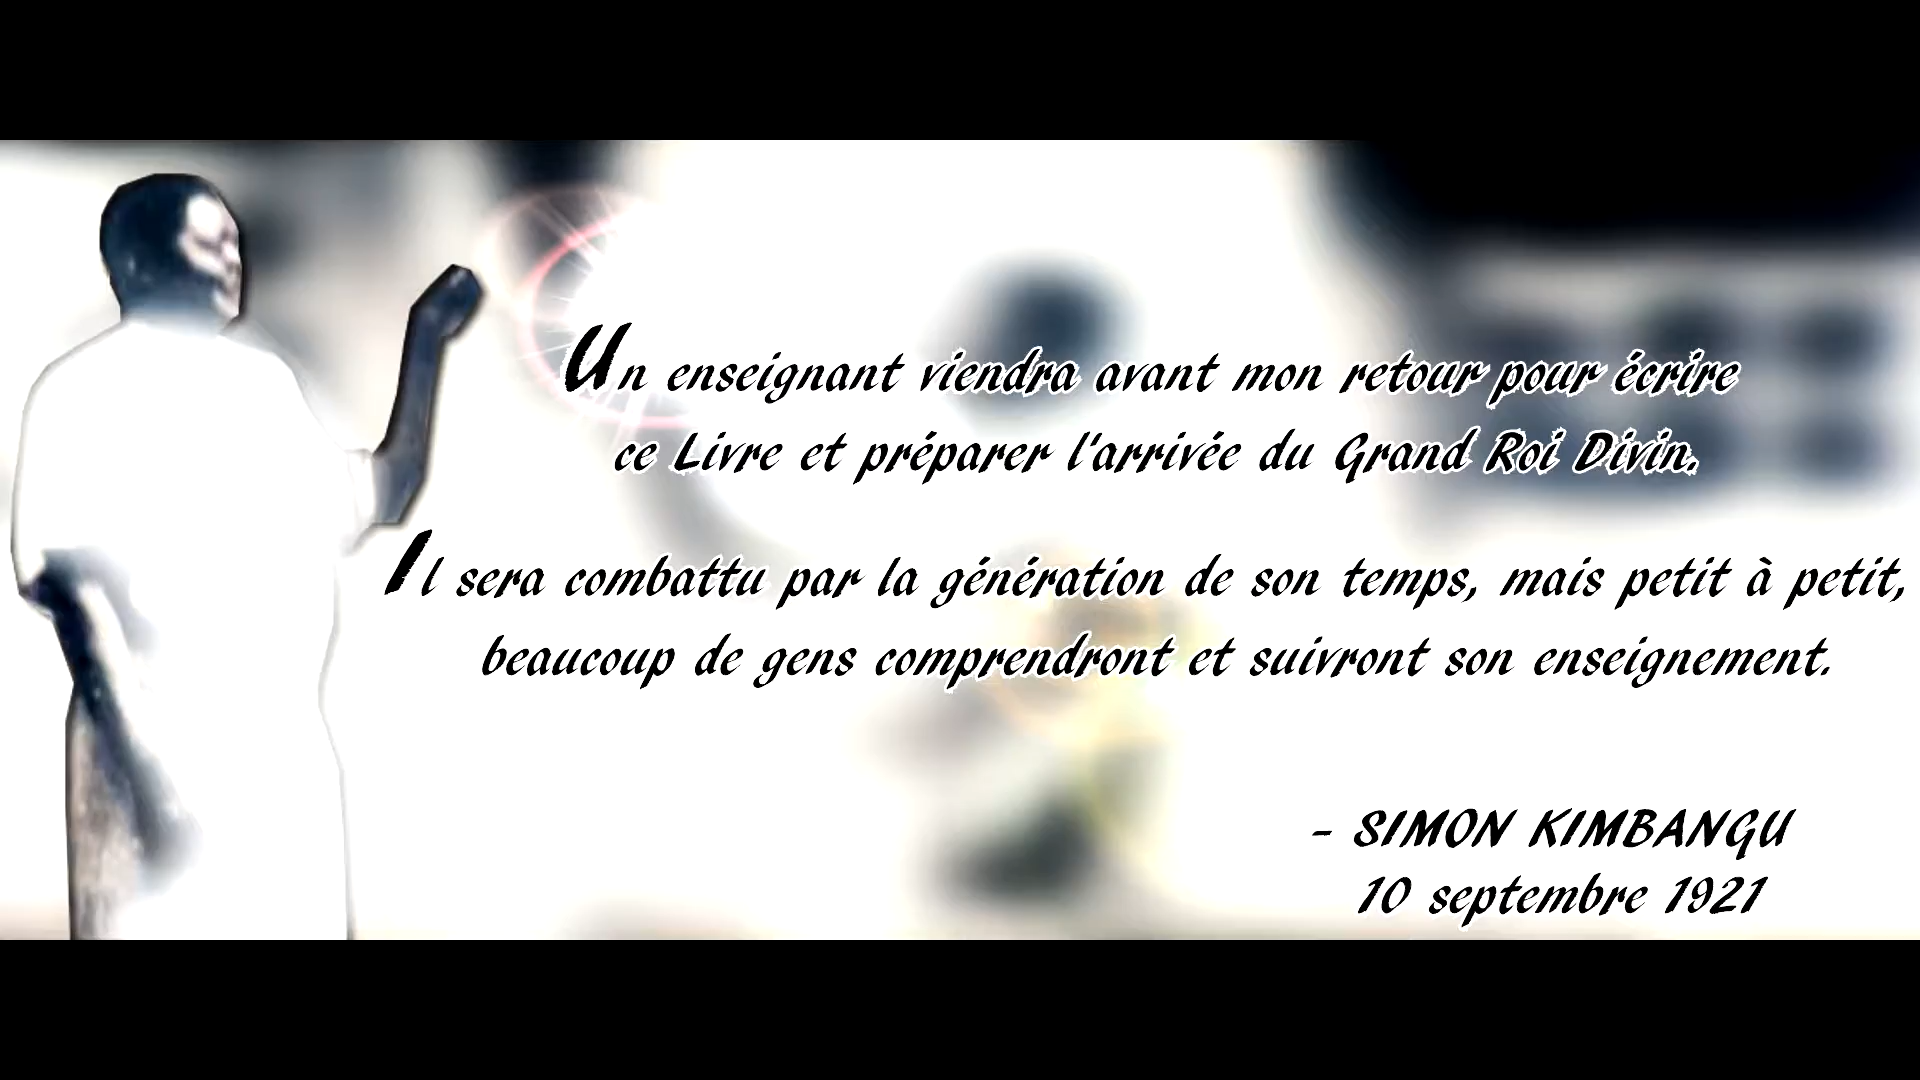 Un enseignant viendra avant mon retour pour écrire
ce Livre et préparer l'arrivée du Grand Roi Divin.
Il sera combattu par la génération de son temps, mais petit à petit,
beaucoup de gens comprendront et suivront son enseignement.
- SIMON KIMBANGU
10 septembre 1921